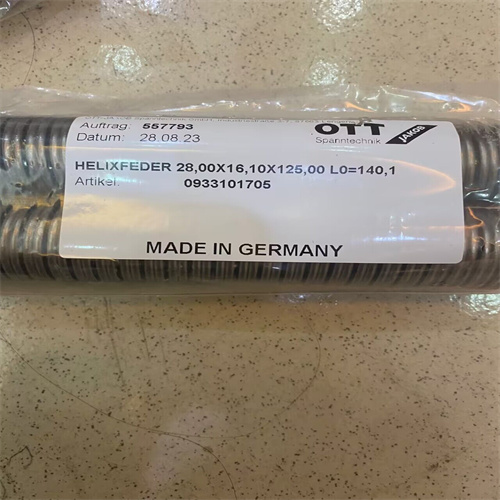 Auftrag: 557793
Datum: 28.08.23
OTT
JAKOB
Spanntechnik
HELIXFEDER 28,00X16,10X125,00 L0=140,1
Artikel: 0933101705
MADE IN GERMANY